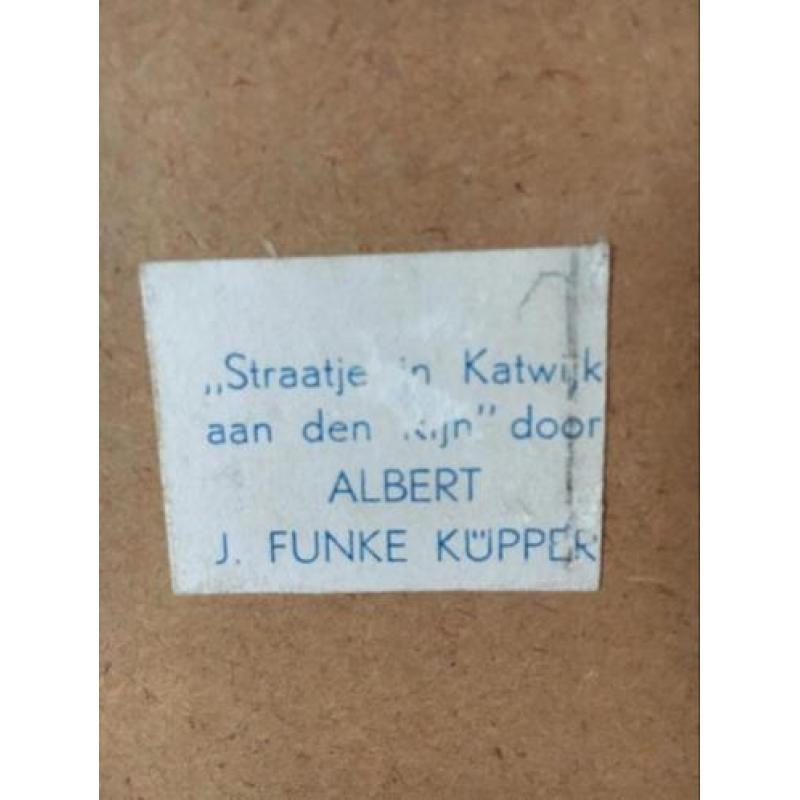 „Straatje in Katwijk
aan den Rijn” door
ALBERT
J. FUNKE KÜPPER